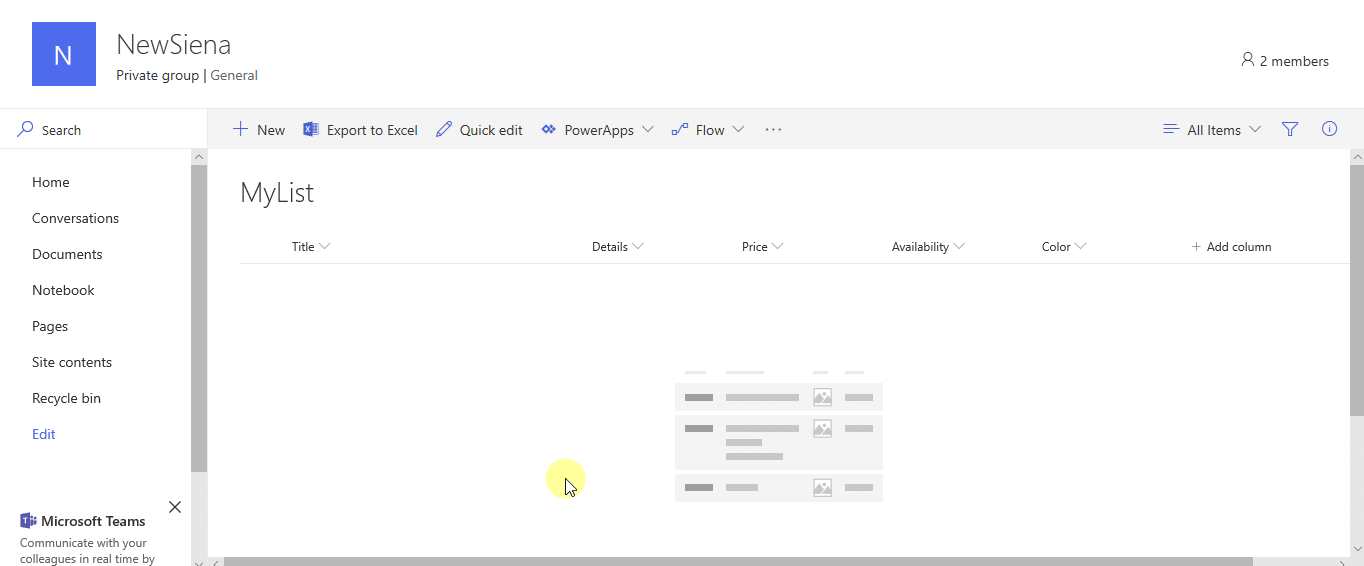 N
NewSiena
Private group | General
2 members
Search
New
Export to Excel
Quick edit
PowerApps
Flow
All Items
Home
Conversations
Documents
Notebook
Pages
Site contents
Recycle bin
Edit
Microsoft Teams
Communicate with your
colleagues in real time by
MyList
Title
Details
Price
Availability
Color
Add column